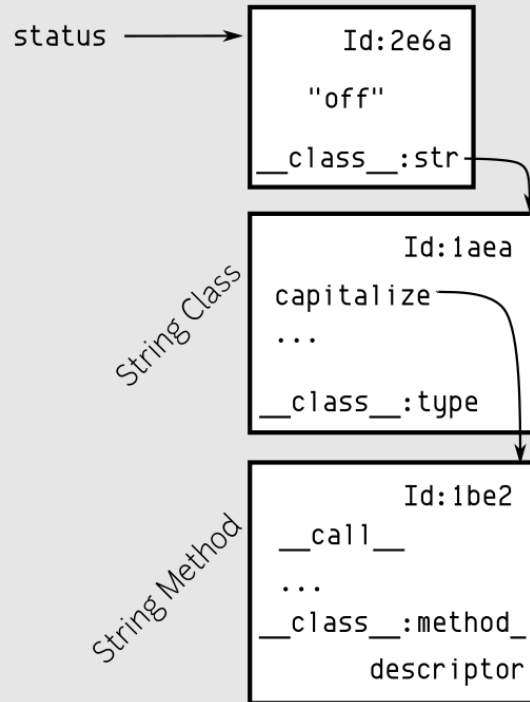 status
Id:2e6a
"off"
__class__:str
String Class
Id:1aea
capitalize
...
__class__:type
String Method
Id:1be2
__call__
...
__class__:method_
descriptor